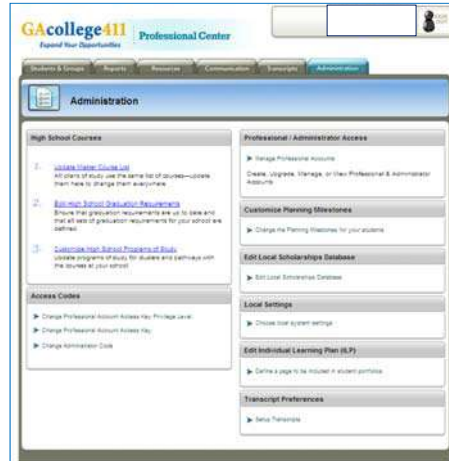 GAcollege411
Expand Your Opportunities
Professional Center
Students & Groups
Reports
Resources
Communication
Transcripts
Administration
Administration
High School Courses
1. Update Master Course List
All plans of study use the same list of courses—update
them here to change them everywhere.
2. Edit High School Graduation Requirements
Ensure that graduation requirements are up to date and
that all sets of graduation requirements for your school are
defined.
3. Customize High School Programs of Study
Update programs of study for clusters and pathways with
the courses at your school.
Access Codes
Change Professional Account Access Key Privilege Level
Change Professional Account Access Key
Change Administrator Code
Professional / Administrator Access
Manage Professional Accounts
Create, Upgrade, Manage, or View Professional & Administrator
Accounts
Customize Planning Milestones
Change the Planning Milestones for your students
Edit Local Scholarships Database
Edit Local Scholarships Database
Local Settings
Choose local system settings
Edit Individual Learning Plan (ILP)
Define a page to be included in student portfolios
Transcript Preferences
Setup Transcripts